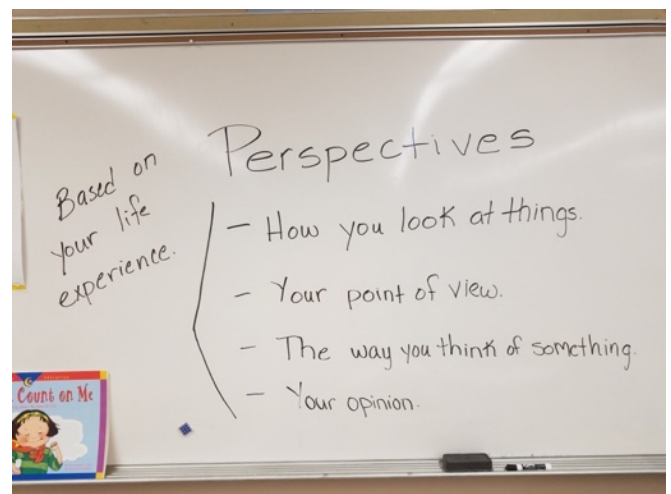 Perspectives
Based on
your life
experience.
- How you look at things.
- Your point of view.
- The way you think of something.
- Your opinion.
Count on Me